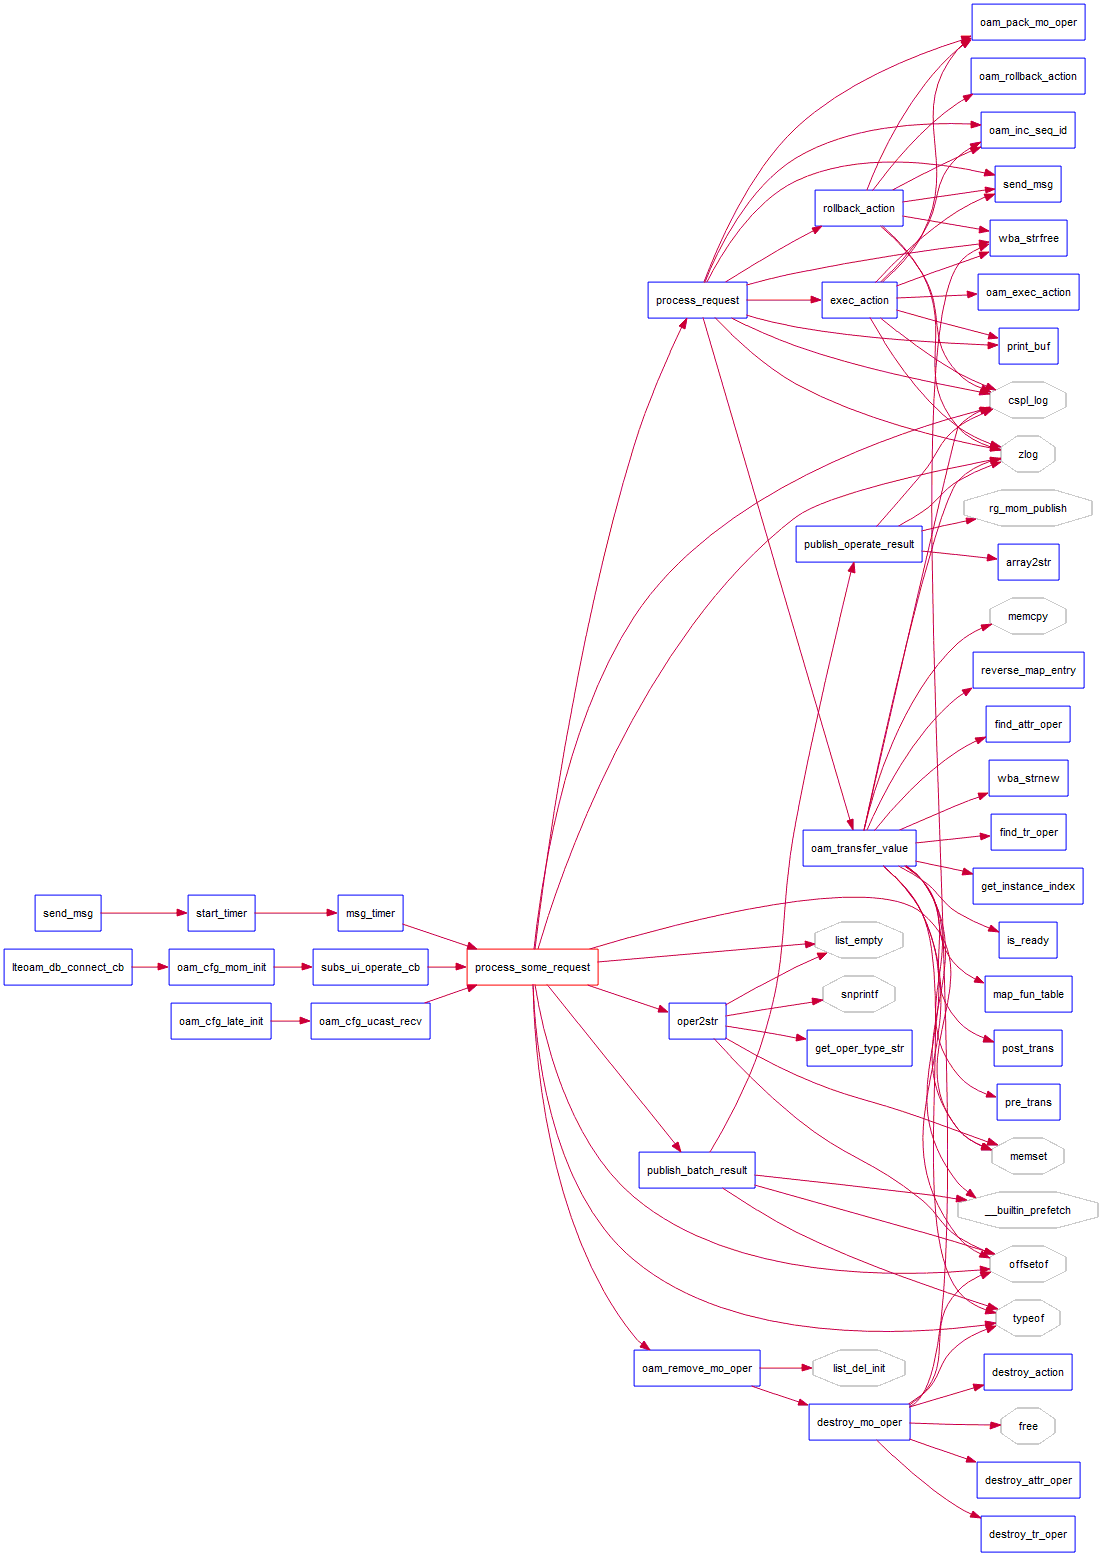 oam_pack_mo_oper
oam_rollback_action
oam_inc_seq_id
send_msg
rollback_action
wba_strfree
process_request
exec_action
oam_exec_action
print_buf
cspl_log
zlog
rg_mom_publish
publish_operate_result
array2str
memcpy
reverse_map_entry
find_attr_oper
wba_strnew
find_tr_oper
oam_transfer_value
get_instance_index
send_msg
start_timer
msg_timer
list_empty
is_ready
lteoam_db_connect_cb
oam_cfg_mom_init
subs_ui_operate_cb
process_some_request
snprintf
map_fun_table
oam_cfg_late_init
oam_cfg_ucast_recv
oper2str
get_oper_type_str
post_trans
pre_trans
memset
publish_batch_result
__builtin_prefetch
offsetof
typeof
oam_remove_mo_oper
list_del_init
destroy_action
destroy_mo_oper
free
destroy_attr_oper
destroy_tr_oper